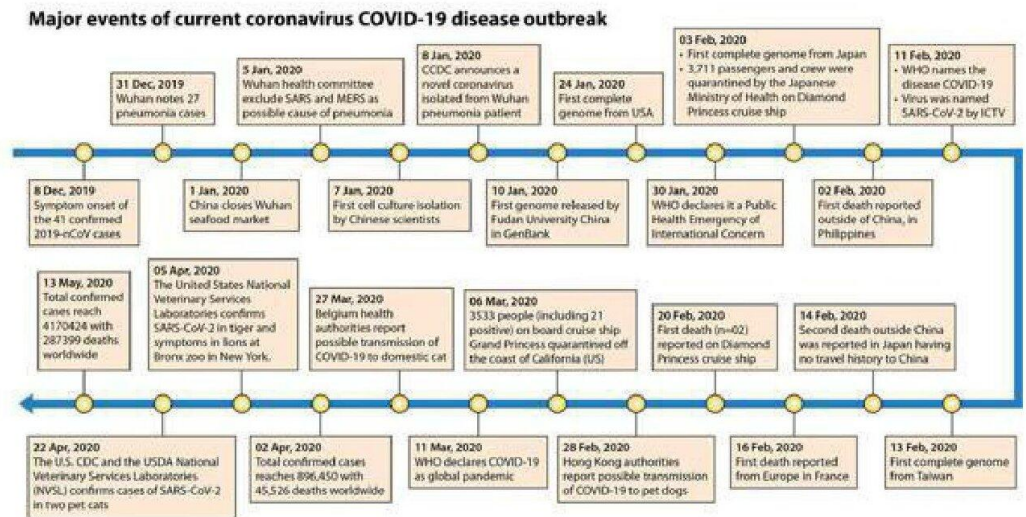 Major events of current coronavirus COVID-19 disease outbreak
31 Dec, 2019
Wuhan notes 27
pneumonia cases
5 Jan, 2020
Wuhan health committee
exclude SARS and MERS as
possible cause of pneumonia
8 Jan, 2020
CCDC announces a
novel coronavirus
isolated from Wuhan
pneumonia patient
24 Jan, 2020
First complete
genome from USA
03 Feb, 2020
• First complete genome from Japan
• 3,711 passengers and crew were
quarantined by the Japanese
Ministry of Health on Diamond
Princess cruise ship
11 Feb, 2020
• WHO names the
disease COVID-19
• Virus was named
SARS-CoV-2 by ICTV
8 Dec, 2019
Symptom onset of
the 41 confirmed
2019-nCoV cases
1 Jan, 2020
China closes Wuhan
seafood market
7 Jan, 2020
First cell culture isolation
by Chinese scientists
10 Jan, 2020
First genome released by
Fudan University China
in GenBank
30 Jan, 2020
WHO declares it a Public
Health Emergency of
International Concern
02 Feb, 2020
First death reported
outside of China, in
Philippines
13 May, 2020
Total confirmed
cases reach
4170424 with
287399 deaths
worldwide
05 Apr, 2020
The United States National
Veterinary Services
Laboratories confirms
SARS-CoV-2 in tiger and
symptoms in lions at
Bronx zoo in New York.
27 Mar, 2020
Belgium health
authorities report
possible transmission of
COVID-19 to domestic cat
06 Mar, 2020
3533 people (including 21
positive) on board cruise ship
Grand Princess quarantined off
the coast of California (US)
20 Feb, 2020
First death (n=02)
reported on Diamond
Princess cruise ship
14 Feb, 2020
Second death outside China
was reported in Japan having
no travel history to China
22 Apr, 2020
The U.S. CDC and the USDA National
Veterinary Services Laboratories
(NVSL) confirms cases of SARS-CoV-2
in two pet cats
02 Apr, 2020
Total confirmed cases
reaches 896,450 with
45,526 deaths worldwide
11 Mar, 2020
WHO declares COVID-19
as global pandemic
28 Feb, 2020
Hong Kong authorities
report possible transmission
of COVID-19 to pet dogs
16 Feb, 2020
First death reported
from Europe in France
13 Feb, 2020
First complete genome
from Taiwan